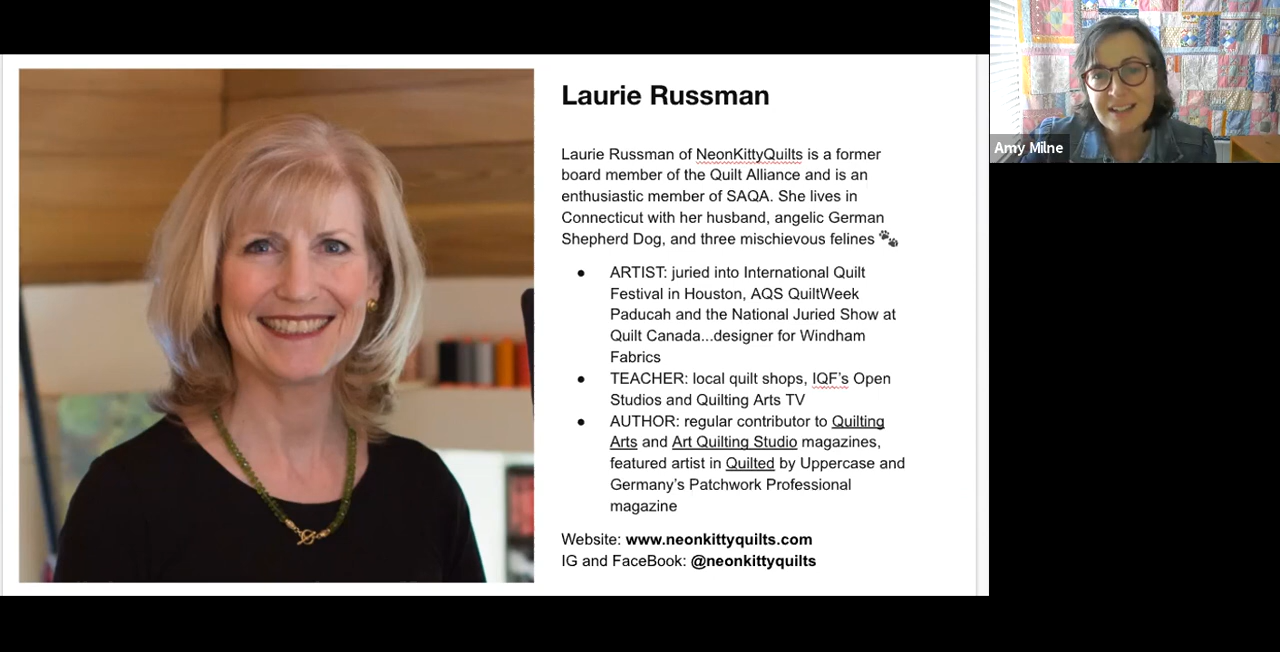 Laurie Russman
Laurie Russman of NeonKittyQuilts is a former
board member of the Quilt Alliance and is an
enthusiastic member of SAQA. She lives in
Connecticut with her husband, angelic German
Shepherd Dog, and three mischievous felines 🐾
● ARTIST: juried into International Quilt
Festival in Houston, AQS QuiltWeek
Paducah and the National Juried Show at
Quilt Canada...designer for Windham
Fabrics
● TEACHER: local quilt shops, IQF's Open
Studios and Quilting Arts TV
● AUTHOR: regular contributor to Quilting
Arts and Art Quilting Studio magazines,
featured artist in Quilted by Uppercase and
Germany's Patchwork Professional
magazine
Website: www.neonkittyquilts.com
IG and FaceBook: @neonkittyquilts
Amy Milne